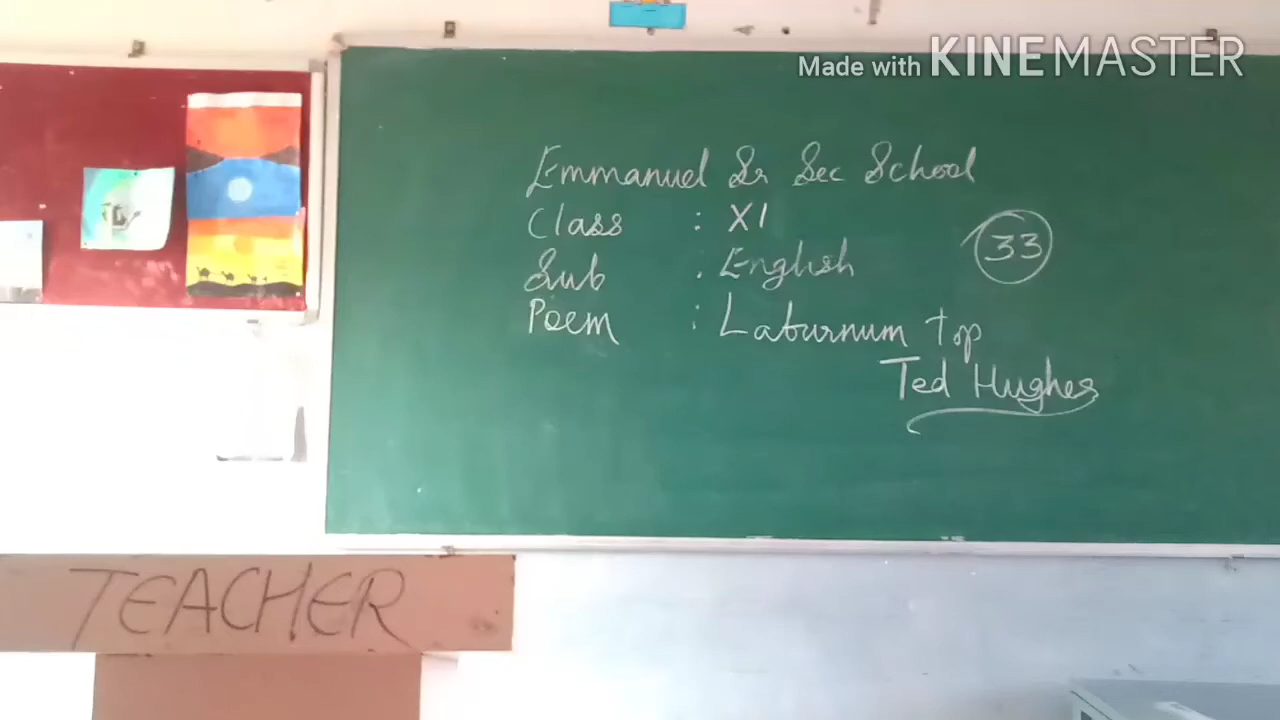 Made with KINEMASTER
Emmanuel Sr Sec School
Class : XI
33
Sub : English
Poem : Laburnum top
Ted Hughes
TEACHER